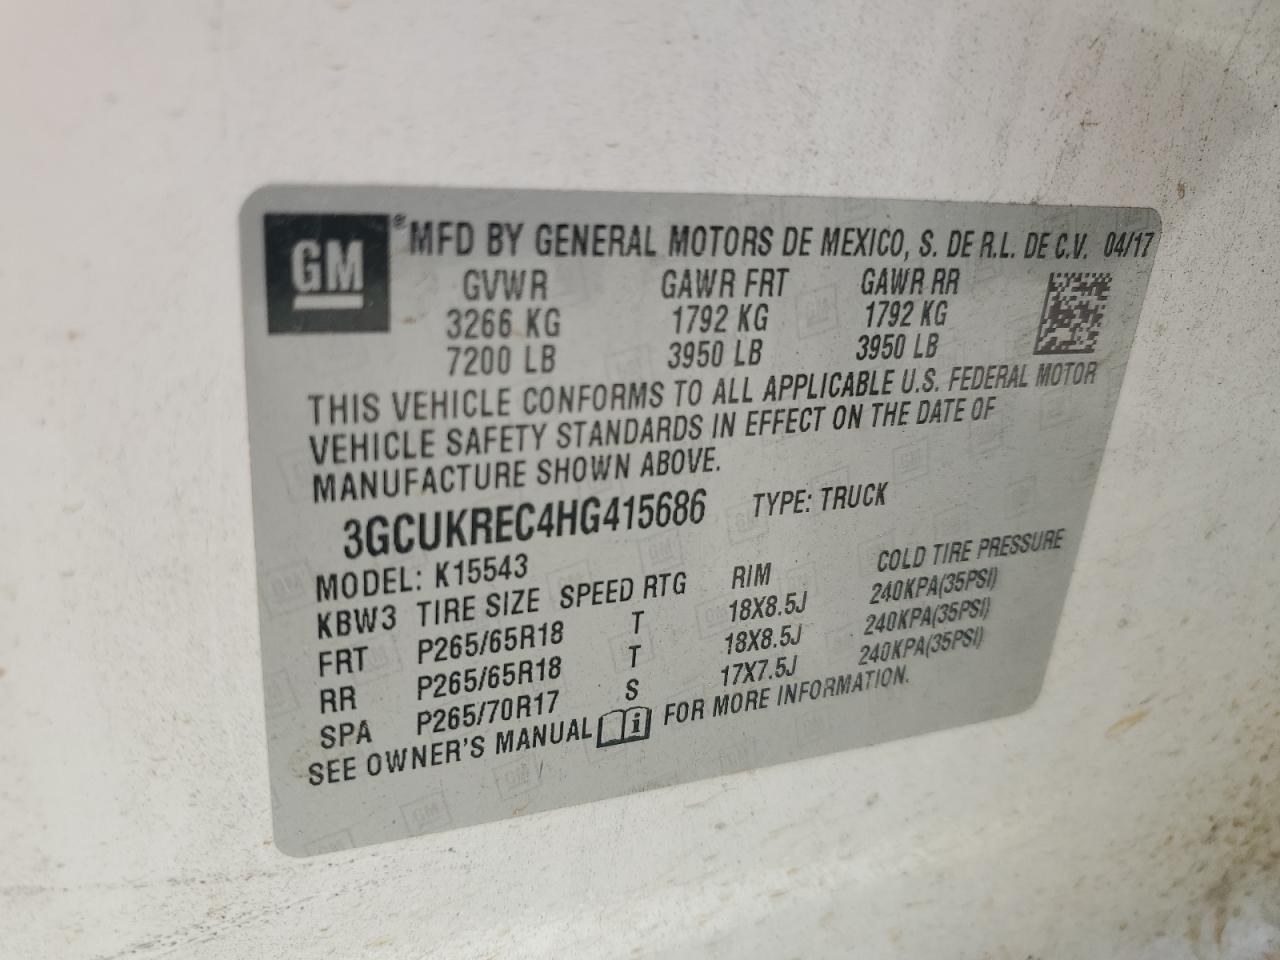 GM
® MFD BY GENERAL MOTORS DE MEXICO, S. DE R.L. DE C.V. 04/17
GVWR GAWR FRT GAWR RR
3266 KG 1792 KG 1792 KG
7200 LB 3950 LB 3950 LB
THIS VEHICLE CONFORMS TO ALL APPLICABLE U.S. FEDERAL MOTOR
VEHICLE SAFETY STANDARDS IN EFFECT ON THE DATE OF
MANUFACTURE SHOWN ABOVE.
3GCUKREC4HG415686 TYPE: TRUCK
MODEL: K15543
KBW3 TIRE SIZE SPEED RTG RIM COLD TIRE PRESSURE
FRT P265/65R18 T 18X8.5J 240KPA(35PSI)
RR P265/65R18 T 18X8.5J 240KPA(35PSI)
SPA P265/70R17 S 17X7.5J 240KPA(35PSI)
SEE OWNER'S MANUAL i FOR MORE INFORMATION.